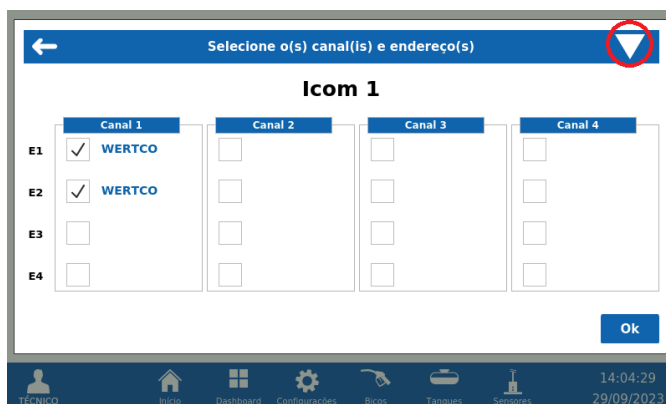 Selecione o(s) canal(is) e endereço(s)
Icom 1
Canal 1 Canal 2 Canal 3 Canal 4
E1 WERTCO
E2 WERTCO
E3
E4
Ok
14:04:29
TÉCNICO Início Dashboard Configurações Bicos Tanques Sensores 29/09/2023